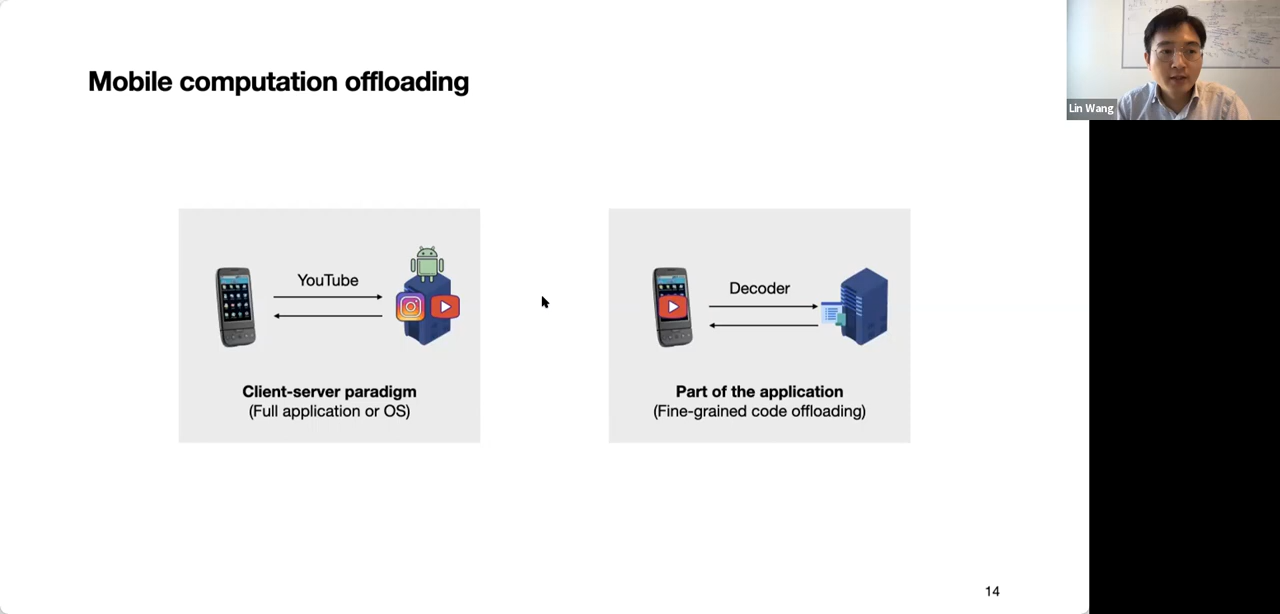 Mobile computation offloading
YouTube
Client-server paradigm
(Full application or OS)
Decoder
Part of the application
(Fine-grained code offloading)
14
Lin Wang